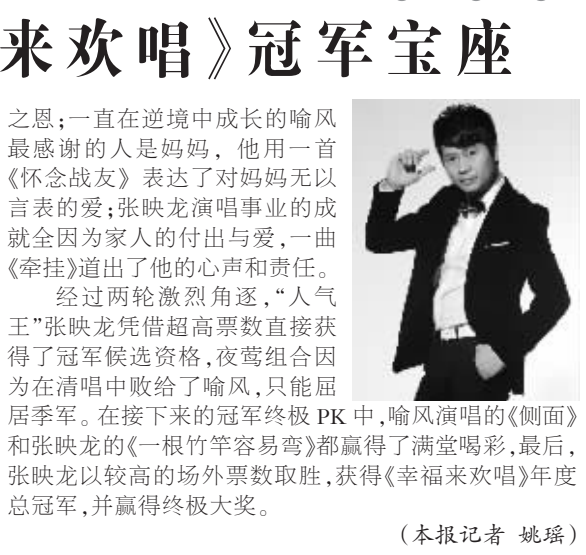 来欢唱》冠军宝座
之恩；一直在逆境中成长的喻风
最感谢的人是妈妈，他用一首
《怀念战友》表达了对妈妈无以
言表的爱；张映龙演唱事业的成
就全因为家人的付出与爱，一曲
《牵挂》道出了他的心声和责任。
经过两轮激烈角逐，“人气
王”张映龙凭借超高票数直接获
得了冠军候选资格，夜莺组合因
为在清唱中败给了喻风，只能屈
居季军。在接下来的冠军终极 PK 中，喻风演唱的《侧面》
和张映龙的《一根竹竿容易弯》都赢得了满堂喝彩，最后，
张映龙以较高的场外票数取胜，获得《幸福来欢唱》年度
总冠军，并赢得终极大奖。
（本报记者 姚瑶）